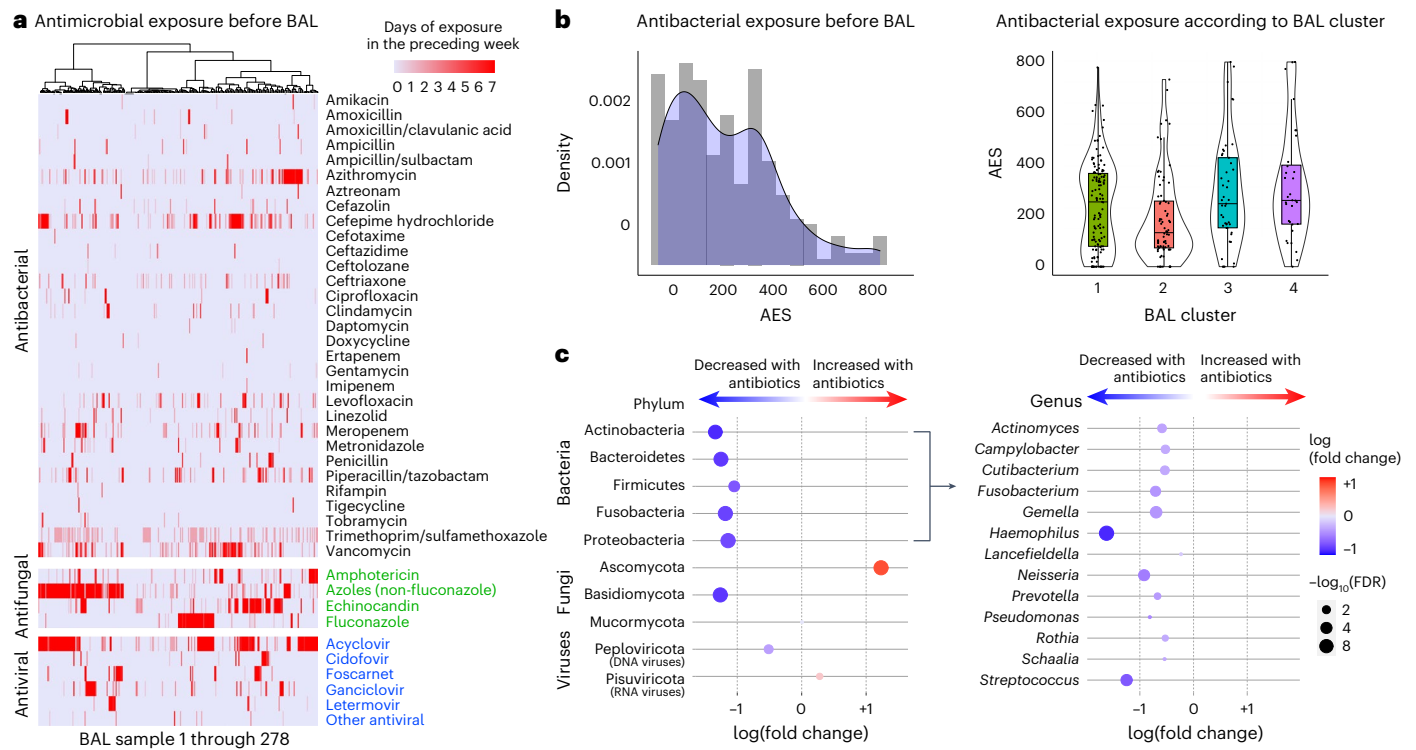 a
Antimicrobial exposure before BAL
Days of exposure
in the preceding week
0 1 2 3 4 5 6 7
Antibacterial
Amikacin
Amoxicillin
Amoxicillin/clavulanic acid
Ampicillin
Ampicillin/sulbactam
Azithromycin
Aztreonam
Cefazolin
Cefepime hydrochloride
Cefotaxime
Ceftazidime
Ceftolozane
Ceftriaxone
Ciprofloxacin
Clindamycin
Daptomycin
Doxycycline
Ertapenem
Gentamycin
Imipenem
Levofloxacin
Linezolid
Meropenem
Metronidazole
Penicillin
Piperacillin/tazobactam
Rifampin
Tigecycline
Tobramycin
Trimethoprim/sulfamethoxazole
Vancomycin
Antifungal
Amphotericin
Azoles (non-fluconazole)
Echinocandin
Fluconazole
Antiviral
Acyclovir
Cidofovir
Foscarnet
Ganciclovir
Letermovir
Other antiviral
BAL sample 1 through 278
b
Antibacterial exposure before BAL
Density
0.002
0.001
0
0 200 400 600 800
AES
Antibacterial exposure according to BAL cluster
AES
800
600
400
200
0
1 2 3 4
BAL cluster
c
Decreased with
antibiotics
Increased with
antibiotics
Phylum
Bacteria
Actinobacteria
Bacteroidetes
Firmicutes
Fusobacteria
Proteobacteria
Fungi
Ascomycota
Basidiomycota
Mucormycota
Viruses
Peploviricota
(DNA viruses)
Pisuviricota
(RNA viruses)
−1 0 +1
log(fold change)
Decreased with
antibiotics
Increased with
antibiotics
Genus
Actinomyces
Campylobacter
Cutibacterium
Fusobacterium
Gemella
Haemophilus
Lancefieldella
Neisseria
Prevotella
Pseudomonas
Rothia
Schaalia
Streptococcus
−1 0 +1
log(fold change)
log
(fold change)
+1
0
−1
−log10(FDR)
2
4
8